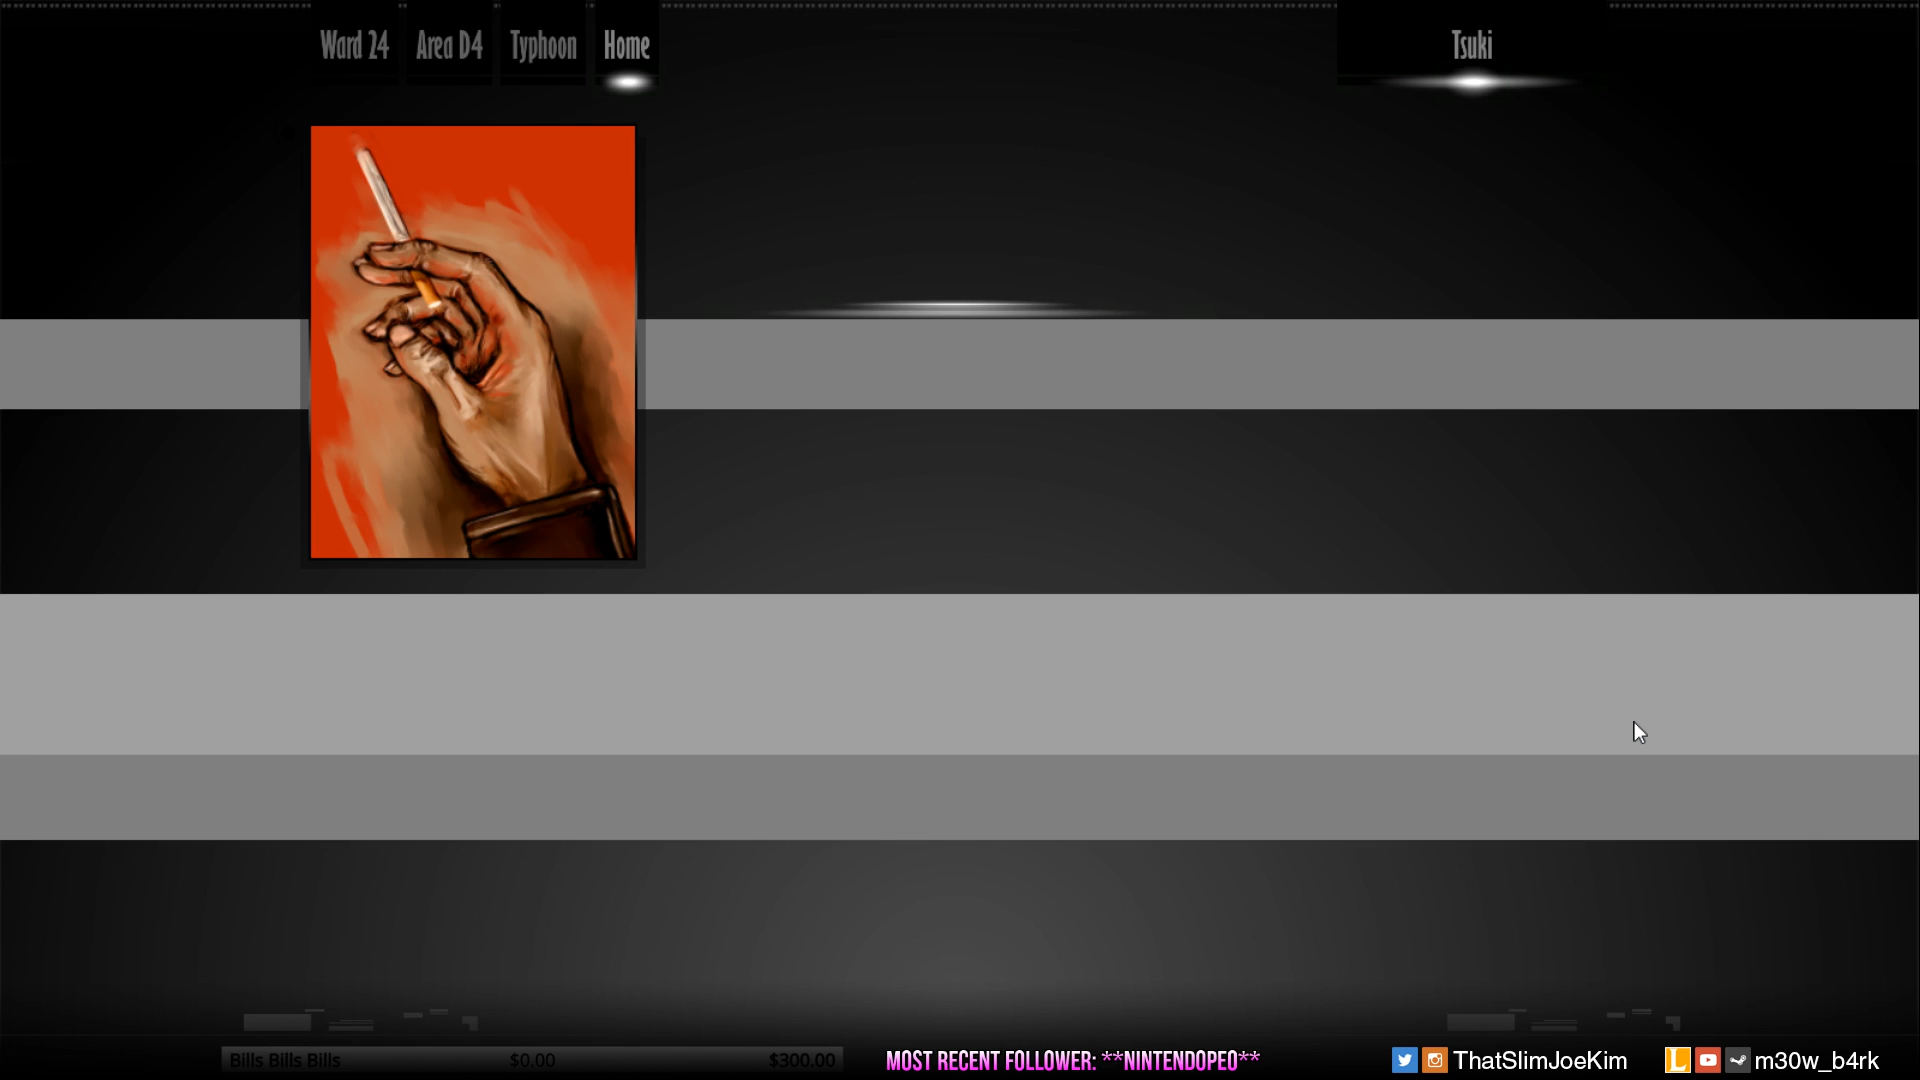 Ward 24 Area D4 Typhoon Home Tsuki
Bills Bills Bills $0.00 $300.00 MOST RECENT FOLLOWER: **NINTENDOPEO** ThatSlimJoeKim L m30w_b4rk